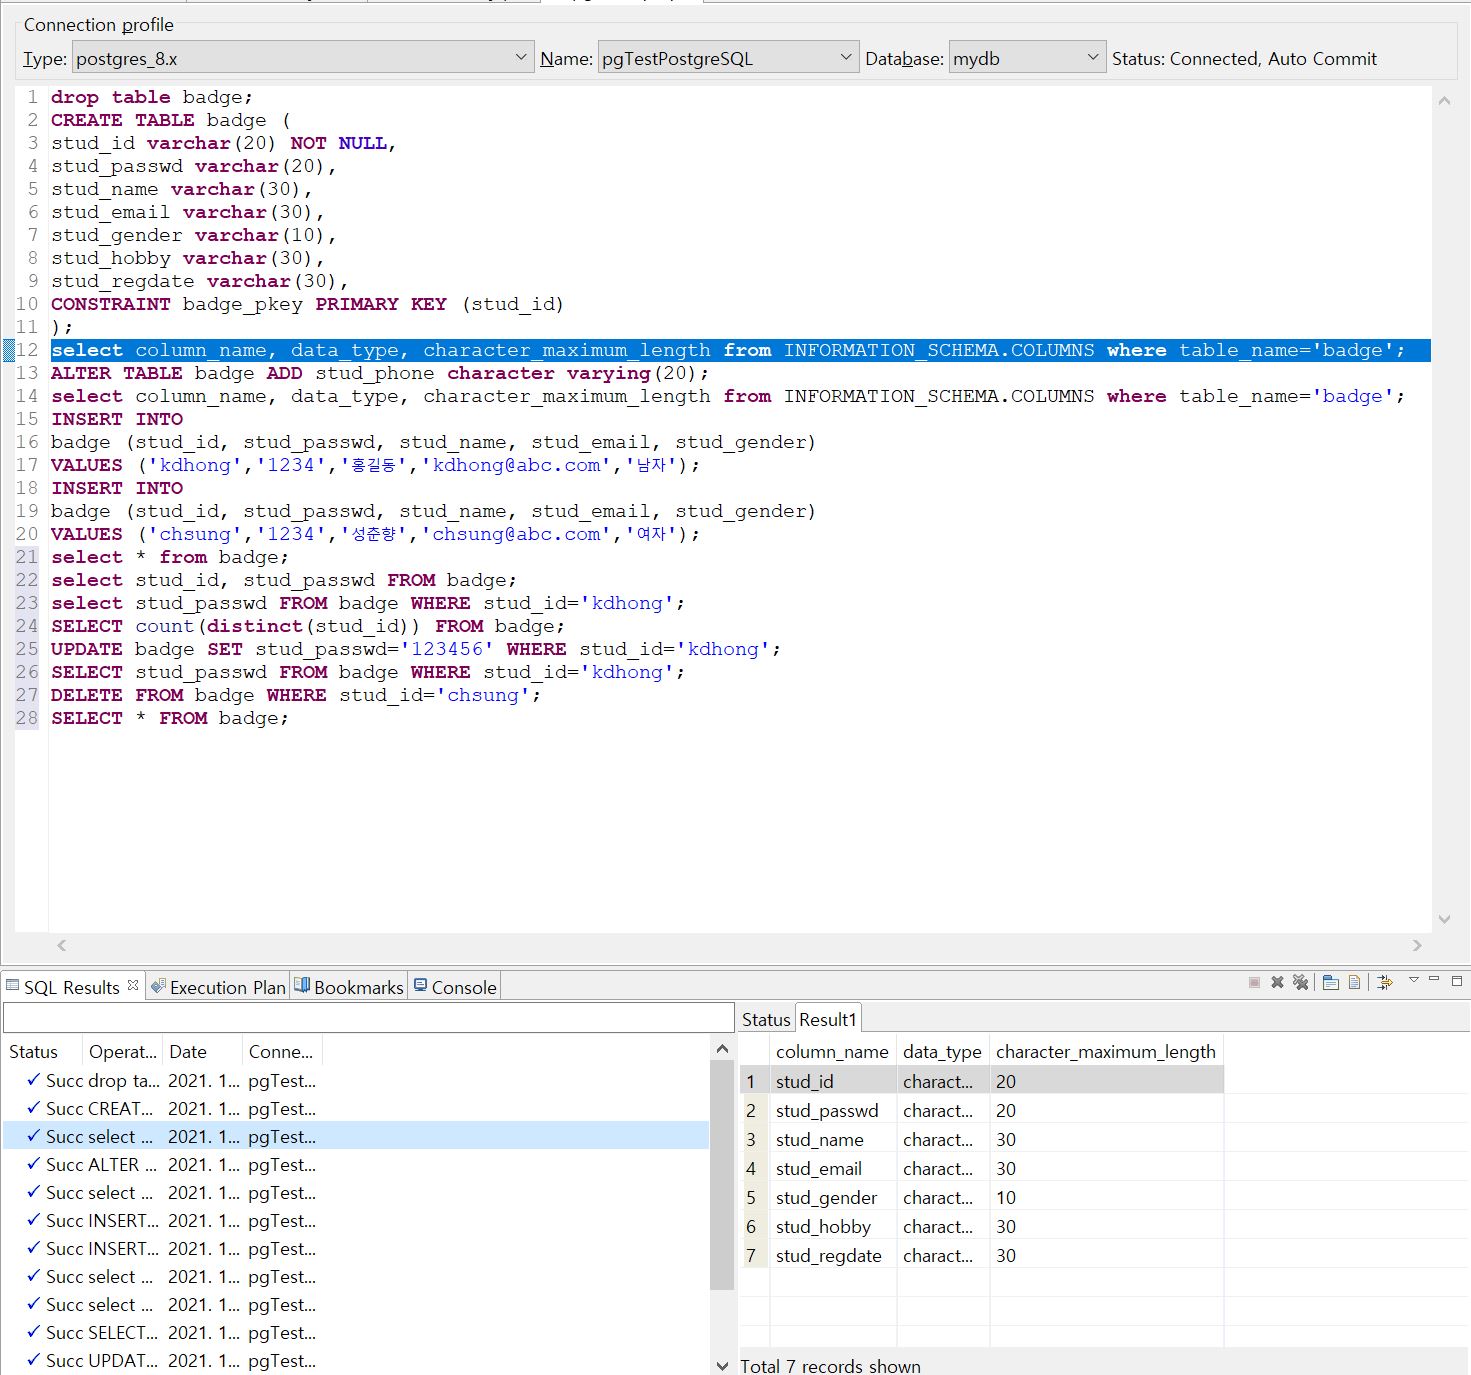 Connection profile
Type: postgres_8.x Name: pgTestPostgreSQL Database: mydb Status: Connected, Auto Commit
1 drop table badge;
2 CREATE TABLE badge (
3 stud_id varchar(20) NOT NULL,
4 stud_passwd varchar(20),
5 stud_name varchar(30),
6 stud_email varchar(30),
7 stud_gender varchar(10),
8 stud_hobby varchar(30),
9 stud_regdate varchar(30),
10 CONSTRAINT badge_pkey PRIMARY KEY (stud_id)
11 );
12 select column_name, data_type, character_maximum_length from INFORMATION_SCHEMA.COLUMNS where table_name='badge';
13 ALTER TABLE badge ADD stud_phone character varying(20);
14 select column_name, data_type, character_maximum_length from INFORMATION_SCHEMA.COLUMNS where table_name='badge';
15 INSERT INTO
16 badge (stud_id, stud_passwd, stud_name, stud_email, stud_gender)
17 VALUES ('kdhong','1234','홍길동','kdhong@abc.com','남자');
18 INSERT INTO
19 badge (stud_id, stud_passwd, stud_name, stud_email, stud_gender)
20 VALUES ('chsung','1234','성춘향','chsung@abc.com','여자');
21 select * from badge;
22 select stud_id, stud_passwd FROM badge;
23 select stud_passwd FROM badge WHERE stud_id='kdhong';
24 SELECT count(distinct(stud_id)) FROM badge;
25 UPDATE badge SET stud_passwd='123456' WHERE stud_id='kdhong';
26 SELECT stud_passwd FROM badge WHERE stud_id='kdhong';
27 DELETE FROM badge WHERE stud_id='chsung';
28 SELECT * FROM badge;
SQL Results Execution Plan Bookmarks Console
Status Operat... Date Conne...
Succ drop ta... 2021. 1... pgTest...
Succ CREAT... 2021. 1... pgTest...
Succ select ... 2021. 1... pgTest...
Succ ALTER ... 2021. 1... pgTest...
Succ select ... 2021. 1... pgTest...
Succ INSERT... 2021. 1... pgTest...
Succ INSERT... 2021. 1... pgTest...
Succ select ... 2021. 1... pgTest...
Succ select ... 2021. 1... pgTest...
Succ SELECT... 2021. 1... pgTest...
Succ UPDAT... 2021. 1... pgTest...
Status Result1
column_name data_type character_maximum_length
1 stud_id charact... 20
2 stud_passwd charact... 20
3 stud_name charact... 30
4 stud_email charact... 30
5 stud_gender charact... 10
6 stud_hobby charact... 30
7 stud_regdate charact... 30
Total 7 records shown